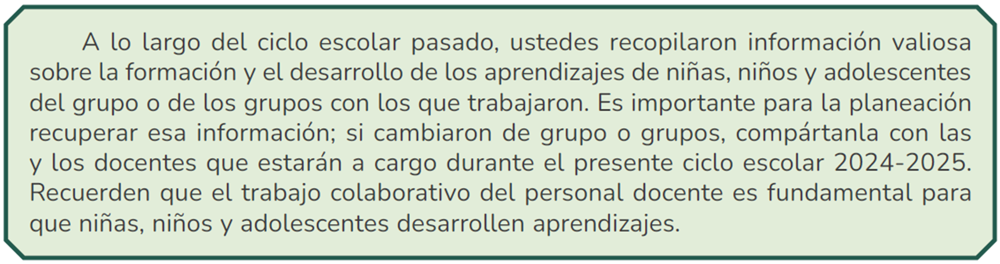 A lo largo del ciclo escolar pasado, ustedes recopilaron información valiosa
sobre la formación y el desarrollo de los aprendizajes de niñas, niños y adolescentes
del grupo o de los grupos con los que trabajaron. Es importante para la planeación
recuperar esa información; si cambiaron de grupo o grupos, compártanla con las
y los docentes que estarán a cargo durante el presente ciclo escolar 2024-2025.
Recuerden que el trabajo colaborativo del personal docente es fundamental para
que niñas, niños y adolescentes desarrollen aprendizajes.